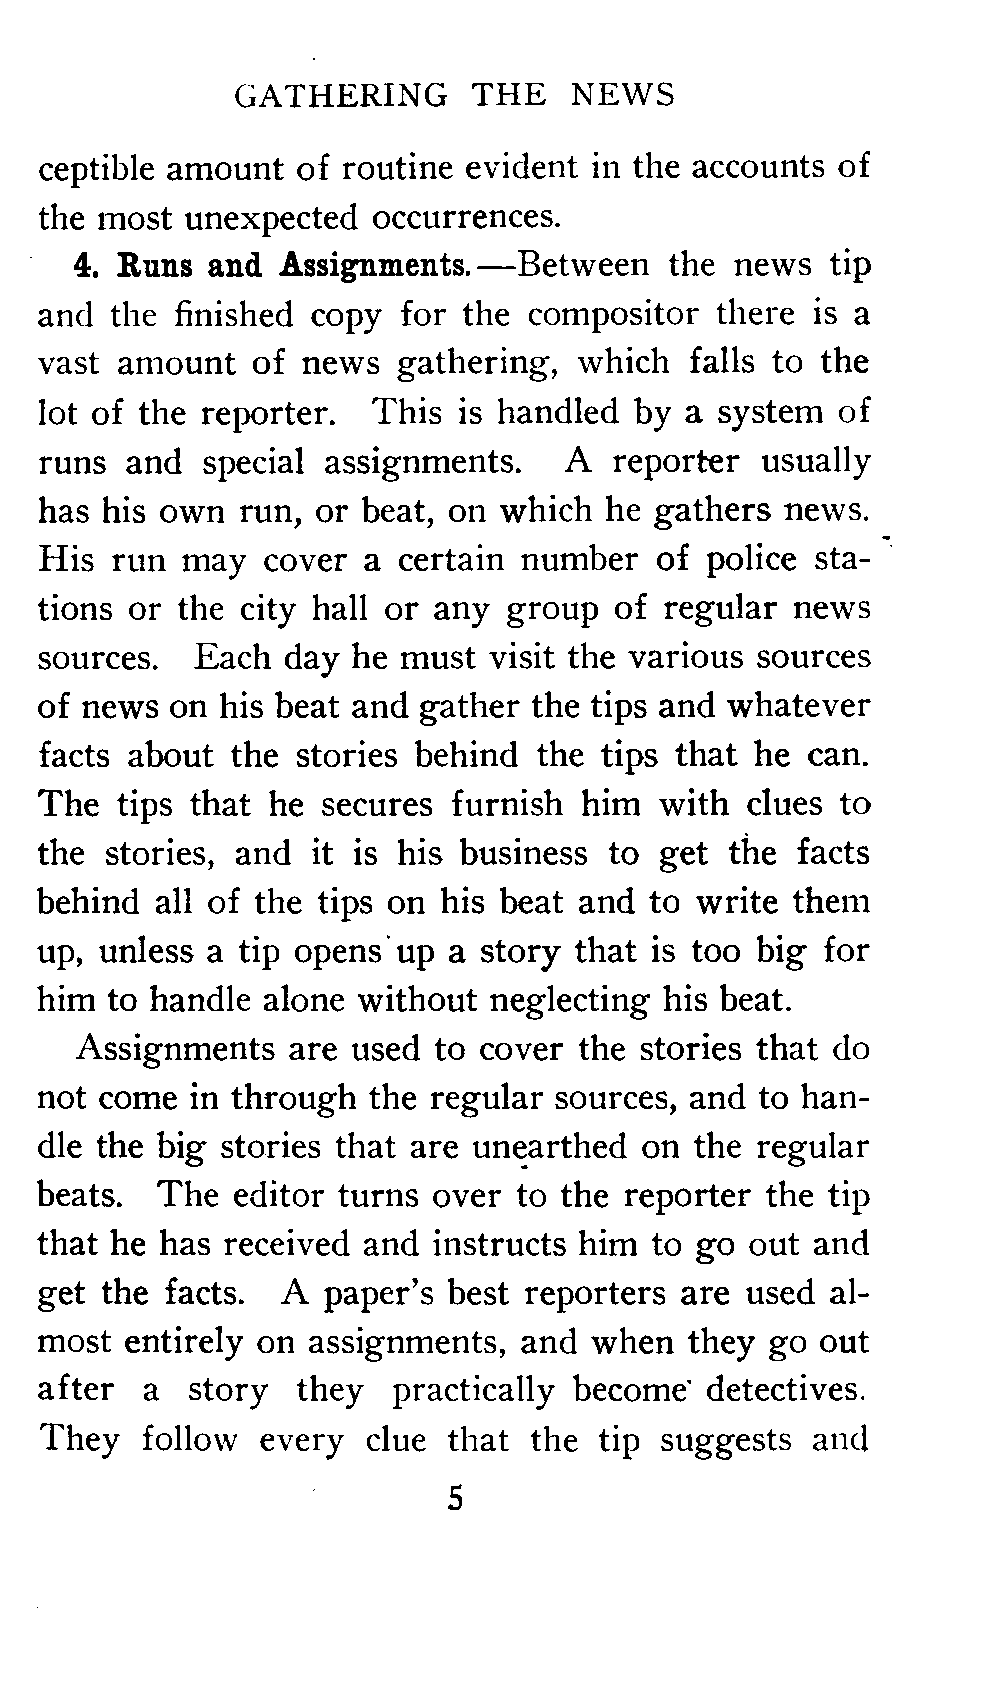 GATHERING THE NEWS
ceptible amount of routine evident in the accounts of
the most unexpected occurrences.
4. Runs and Assignments.—Between the news tip
and the finished copy for the compositor there is a
vast amount of news gathering, which falls to the
lot of the reporter. This is handled by a system of
runs and special assignments. A reporter usually
has his own run, or beat, on which he gathers news.
His run may cover a certain number of police sta-
tions or the city hall or any group of regular news
sources. Each day he must visit the various sources
of news on his beat and gather the tips and whatever
facts about the stories behind the tips that he can.
The tips that he secures furnish him with clues to
the stories, and it is his business to get the facts
behind all of the tips on his beat and to write them
up, unless a tip opens up a story that is too big for
him to handle alone without neglecting his beat.
Assignments are used to cover the stories that do
not come in through the regular sources, and to han-
dle the big stories that are unearthed on the regular
beats. The editor turns over to the reporter the tip
that he has received and instructs him to go out and
get the facts. A paper's best reporters are used al-
most entirely on assignments, and when they go out
after a story they practically become detectives.
They follow every clue that the tip suggests and
5